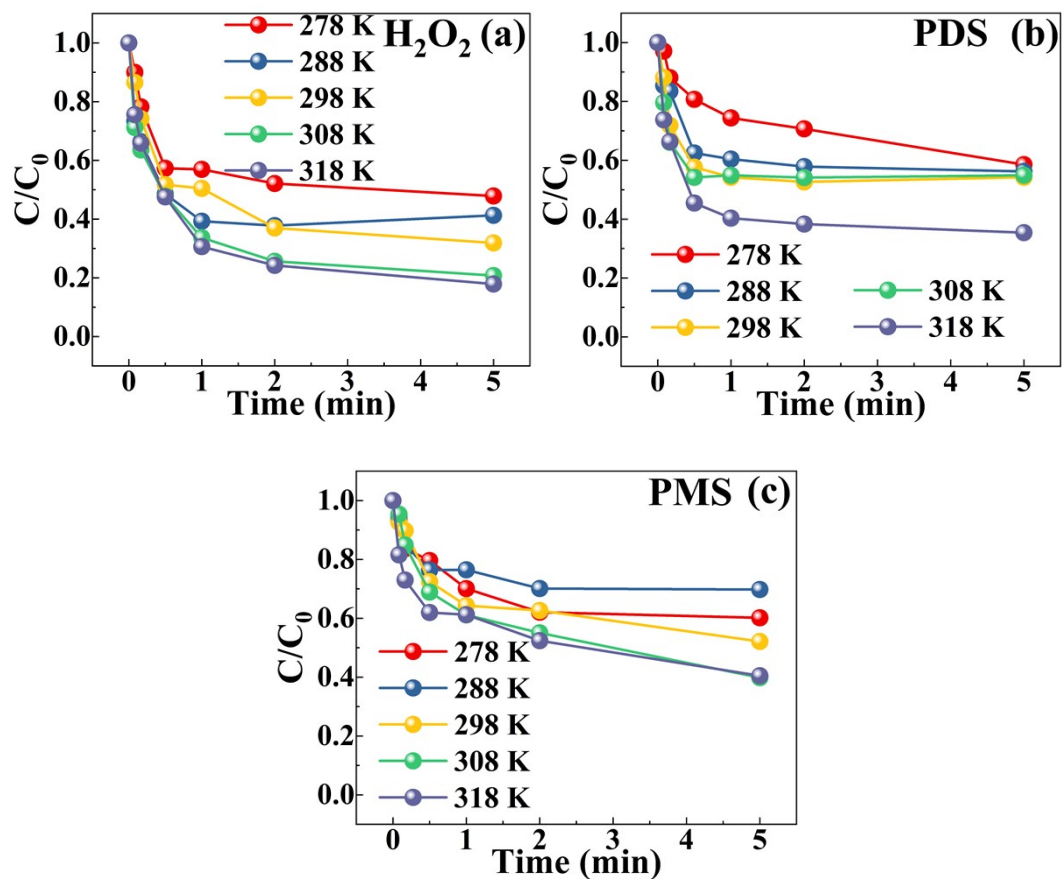 H₂O₂ (a)
278 K
288 K
298 K
308 K
318 K
C/C₀
1.0
0.8
0.6
0.4
0.2
0.0
0 1 2 3 4 5
Time (min)
PDS (b)
278 K
288 K
298 K
308 K
318 K
C/C₀
1.0
0.8
0.6
0.4
0.2
0.0
0 1 2 3 4 5
Time (min)
PMS (c)
278 K
288 K
298 K
308 K
318 K
C/C₀
1.0
0.8
0.6
0.4
0.2
0.0
0 1 2 3 4 5
Time (min)